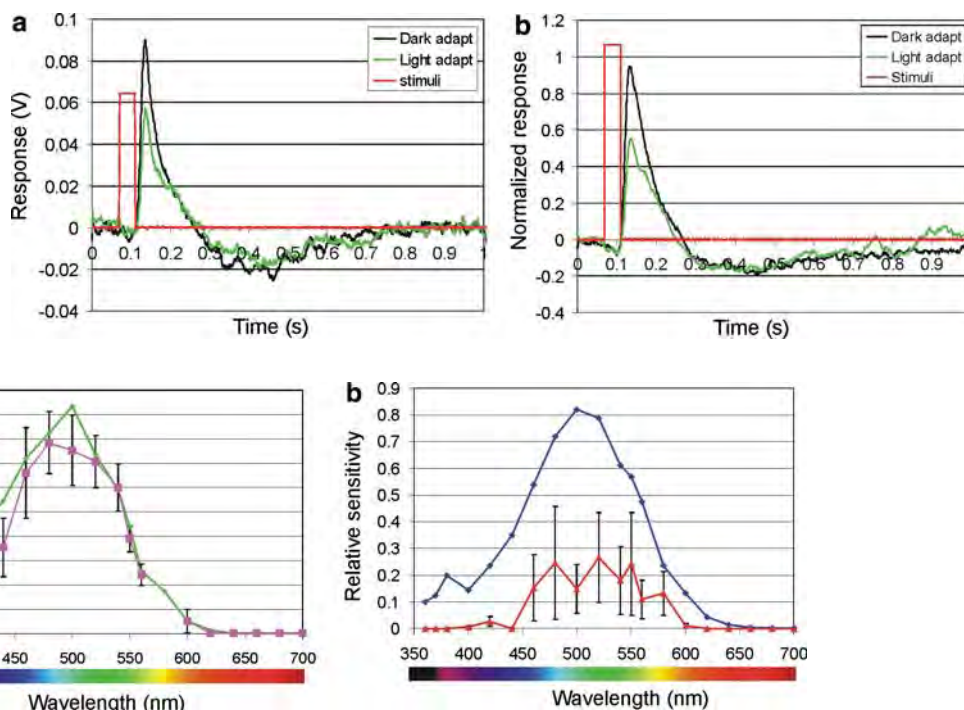 a
0.1
0.08
0.06
0.04
0.02
0
-0.02
-0.04
Response (V)
Dark adapt
Light adapt
stimuli
0 0.1 0.2 0.3 0.4 0.5 0.6 0.7 0.8 0.9 1
Time (s)
b
1.2
1
0.8
0.6
0.4
0.2
0
-0.2
-0.4
Normalized response
Dark adapt
Light adapt
Stimuli
0 0.1 0.2 0.3 0.4 0.5 0.6 0.7 0.8 0.9
Time (s)
450 500 550 600 650 700
Wavelength (nm)
b
0.9
0.8
0.7
0.6
0.5
0.4
0.3
0.2
0.1
0
Relative sensitivity
350 400 450 500 550 600 650 700
Wavelength (nm)